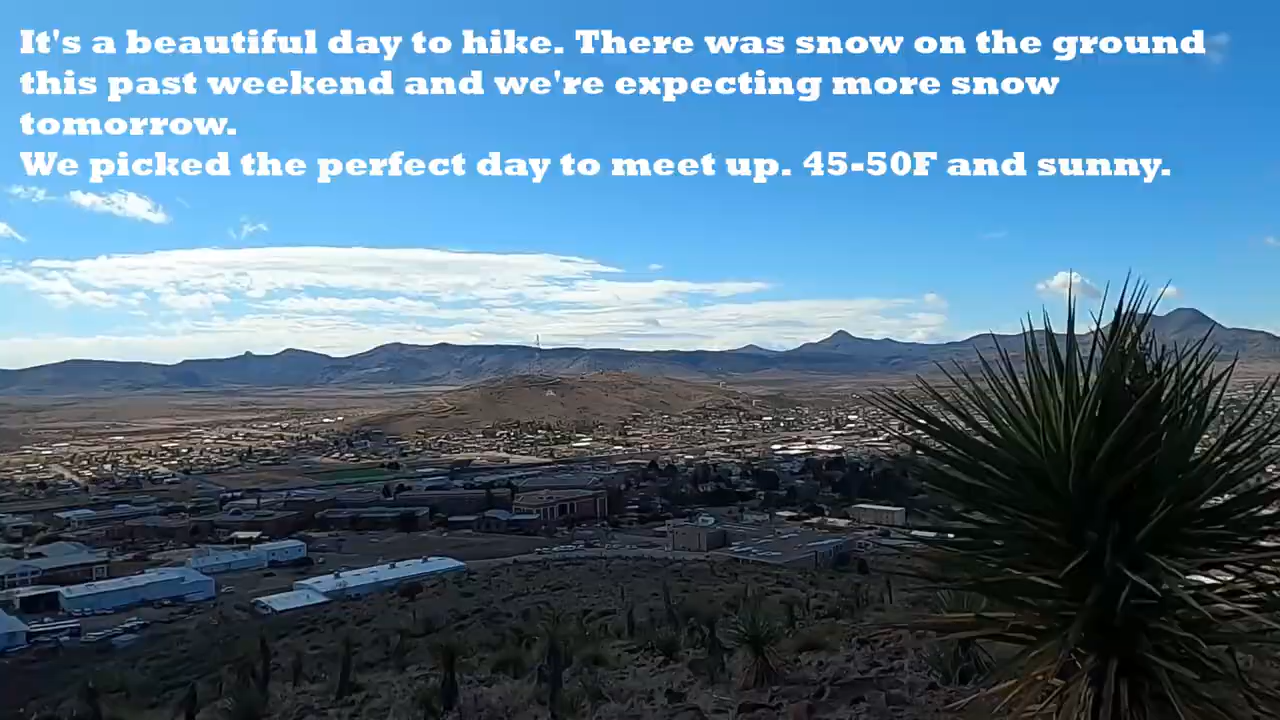 It's a beautiful day to hike. There was snow on the ground
this past weekend and we're expecting more snow
tomorrow.
We picked the perfect day to meet up. 45-50F and sunny.